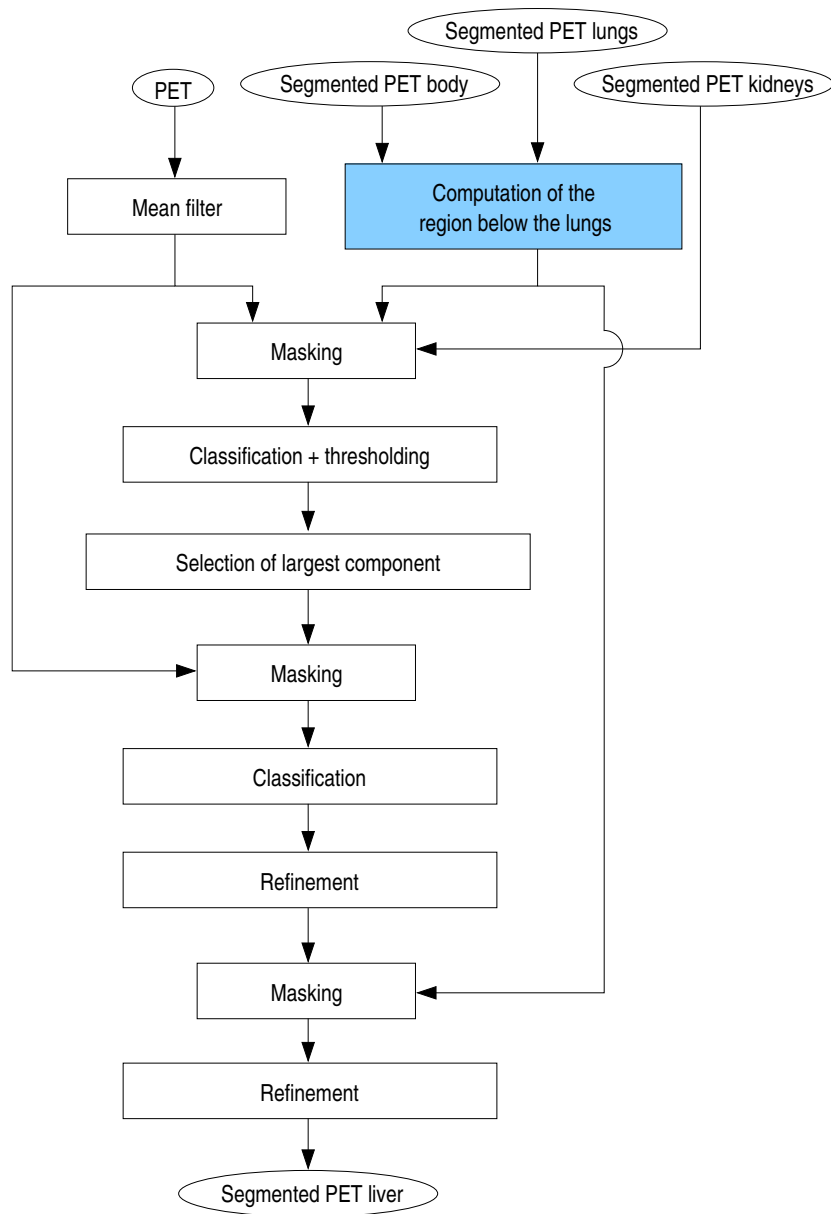 Segmented PET lungs
PET
Segmented PET body
Segmented PET kidneys
Mean filter
Computation of the
region below the lungs
Masking
Classification + thresholding
Selection of largest component
Masking
Classification
Refinement
Masking
Refinement
Segmented PET liver